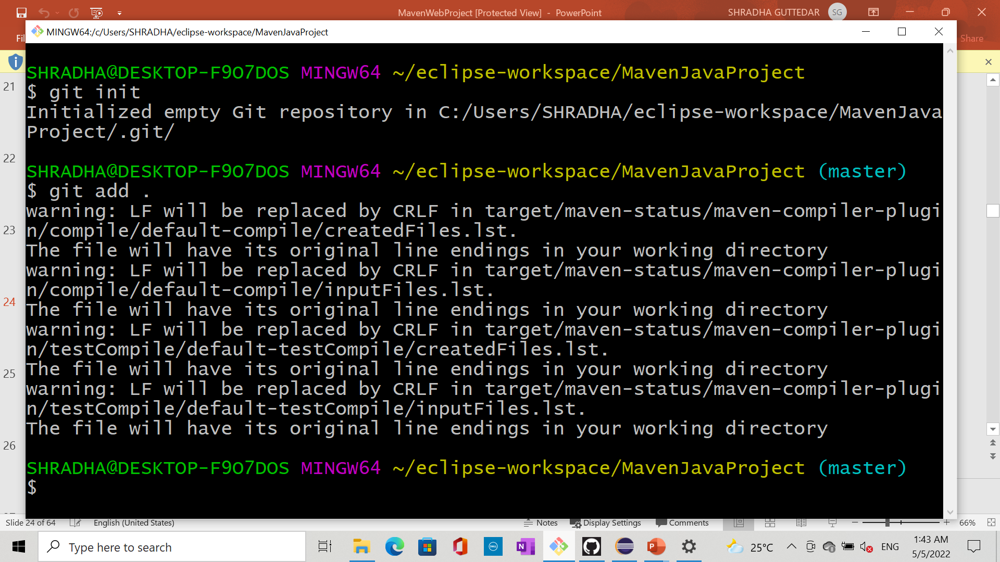 MavenWebProject [Protected View] - PowerPoint
SHRADHA GUTTEDAR SG
Fil
Share
MINGW64:/c/Users/SHRADHA/eclipse-workspace/MavenJavaProject
SHRADHA@DESKTOP-F9O7DOS MINGW64 ~/eclipse-workspace/MavenJavaProject
$ git init
Initialized empty Git repository in C:/Users/SHRADHA/eclipse-workspace/MavenJava
Project/.git/
SHRADHA@DESKTOP-F9O7DOS MINGW64 ~/eclipse-workspace/MavenJavaProject (master)
$ git add .
warning: LF will be replaced by CRLF in target/maven-status/maven-compiler-plugi
n/compile/default-compile/createdFiles.lst.
The file will have its original line endings in your working directory
warning: LF will be replaced by CRLF in target/maven-status/maven-compiler-plugi
n/compile/default-compile/inputFiles.lst.
The file will have its original line endings in your working directory
warning: LF will be replaced by CRLF in target/maven-status/maven-compiler-plugi
n/testCompile/default-testCompile/createdFiles.lst.
The file will have its original line endings in your working directory
warning: LF will be replaced by CRLF in target/maven-status/maven-compiler-plugi
n/testCompile/default-testCompile/inputFiles.lst.
The file will have its original line endings in your working directory
SHRADHA@DESKTOP-F9O7DOS MINGW64 ~/eclipse-workspace/MavenJavaProject (master)
$
21
22
23
24
25
26
Slide 24 of 64 English (United States) Notes Display Settings Comments 66%
Type here to search
DELL
N
P
25°C
ENG
1:43 AM
5/5/2022